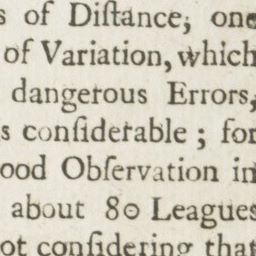 s of Diſtance; one
of Variation, which
dangerous Errors,
s conſiderable; for
ood Obſervation in
about 80 Leagues
ot conſidering that